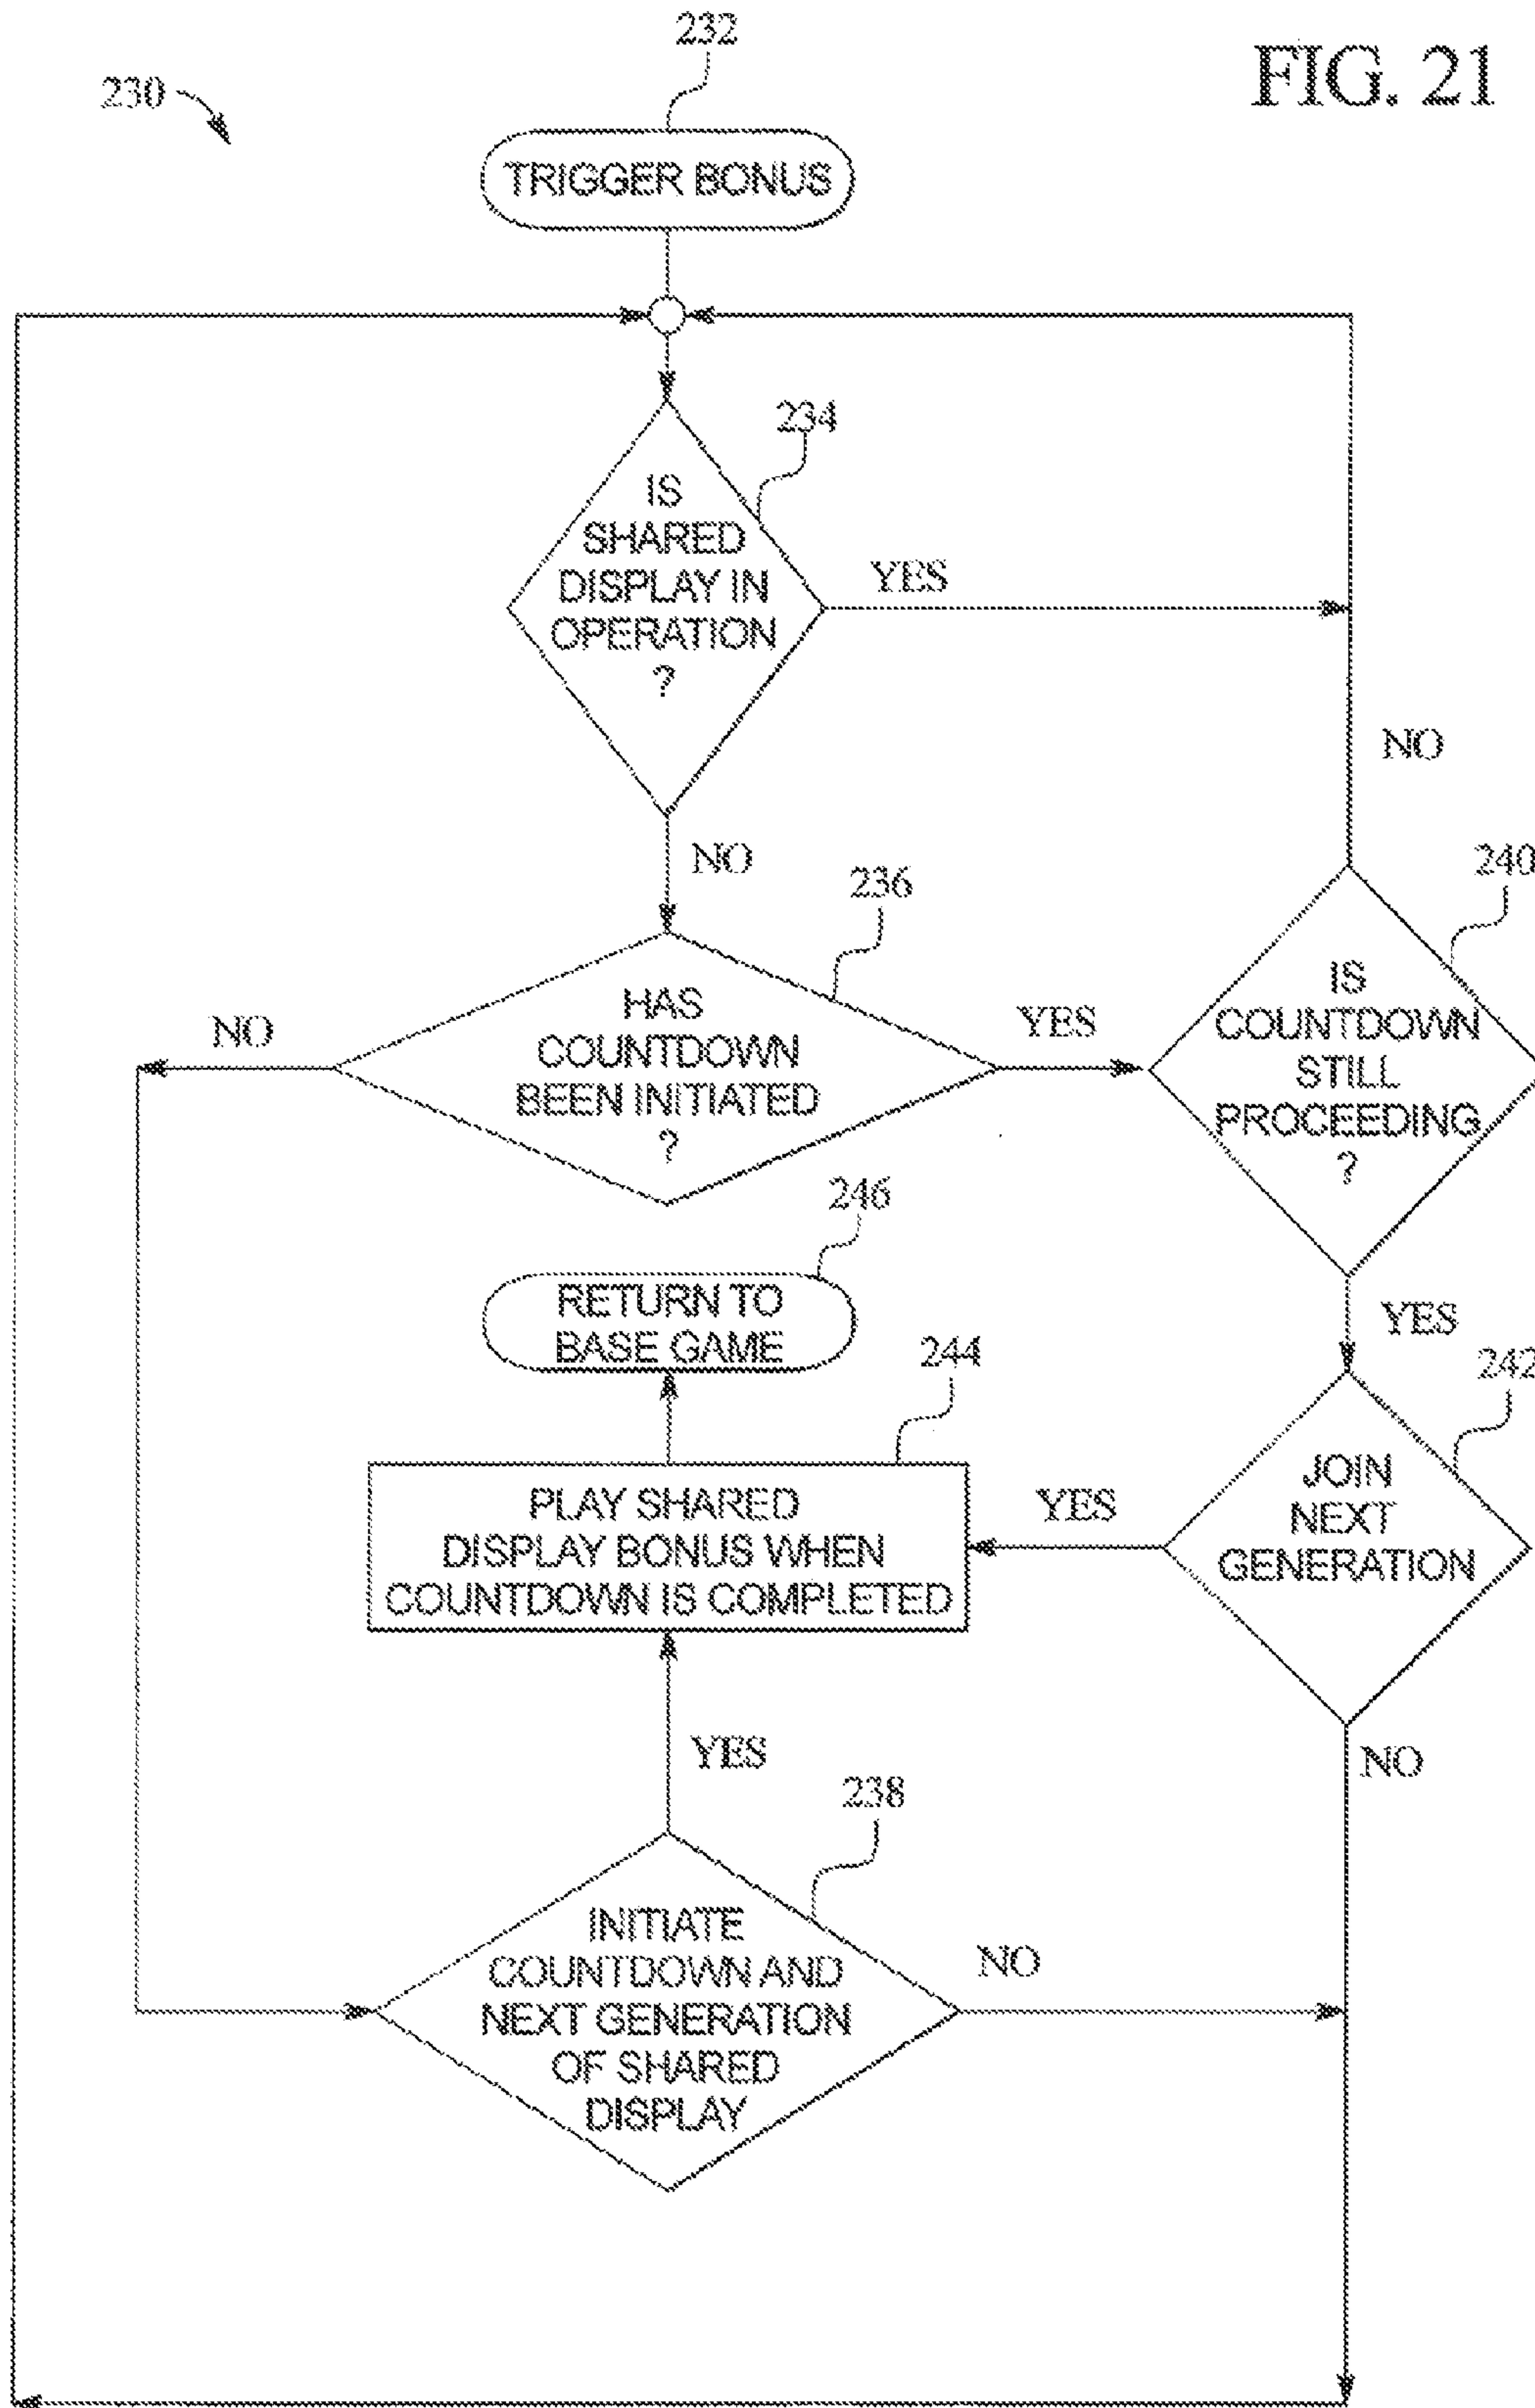 232
FIG. 21
230
TRIGGER BONUS
234
IS
SHARED
DISPLAY IN
OPERATION
?
YES
NO
NO
236
240
HAS
COUNTDOWN
BEEN INITIATED
?
NO
YES
IS
COUNTDOWN
STILL
PROCEEDING
?
246
RETURN TO
BASE GAME
YES
244
242
PLAY SHARED
DISPLAY BONUS WHEN
COUNTDOWN IS COMPLETED
YES
JOIN
NEXT
GENERATION
YES
NO
238
INITIATE
COUNTDOWN AND
NEXT GENERATION
OF SHARED
DISPLAY
NO